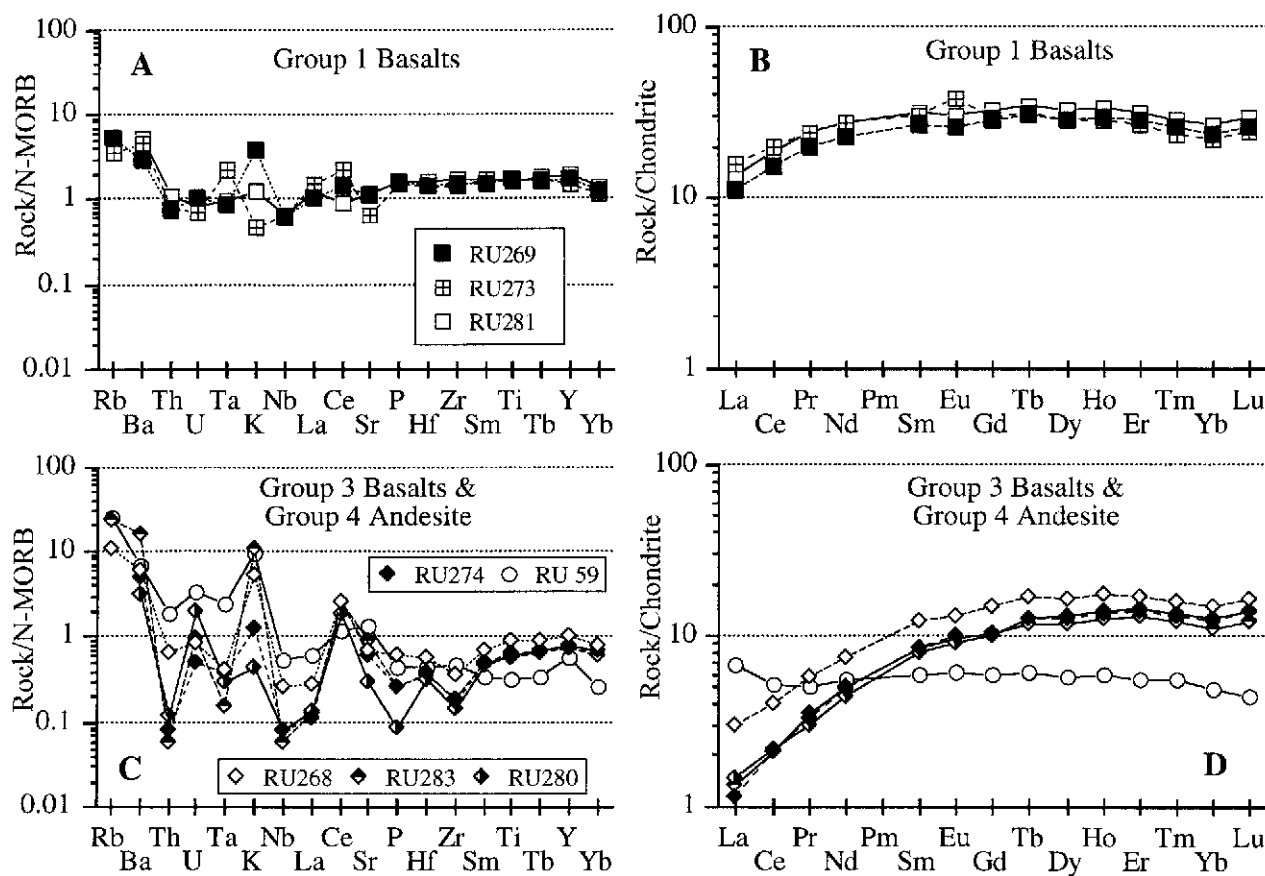 A
Group 1 Basalts
Rock/N-MORB
100
10
1
0.1
0.01
RU269
RU273
RU281
Rb Th Ta Nb Ce P Zr Ti Y
Ba U K La Sr Hf Sm Tb Yb
B
Group 1 Basalts
Rock/Chondrite
100
10
1
La Pr Pm Eu Tb Ho Tm Lu
Ce Nd Sm Gd Dy Er Yb
C
Group 3 Basalts &
Group 4 Andesite
Rock/N-MORB
100
10
1
0.1
0.01
RU274 RU 59
RU268 RU283 RU280
Rb Th Ta Nb Ce P Zr Ti Y
Ba U K La Sr Hf Sm Tb Yb
D
Group 3 Basalts &
Group 4 Andesite
Rock/Chondrite
100
10
1
La Pr Pm Eu Tb Ho Tm Lu
Ce Nd Sm Gd Dy Er Yb